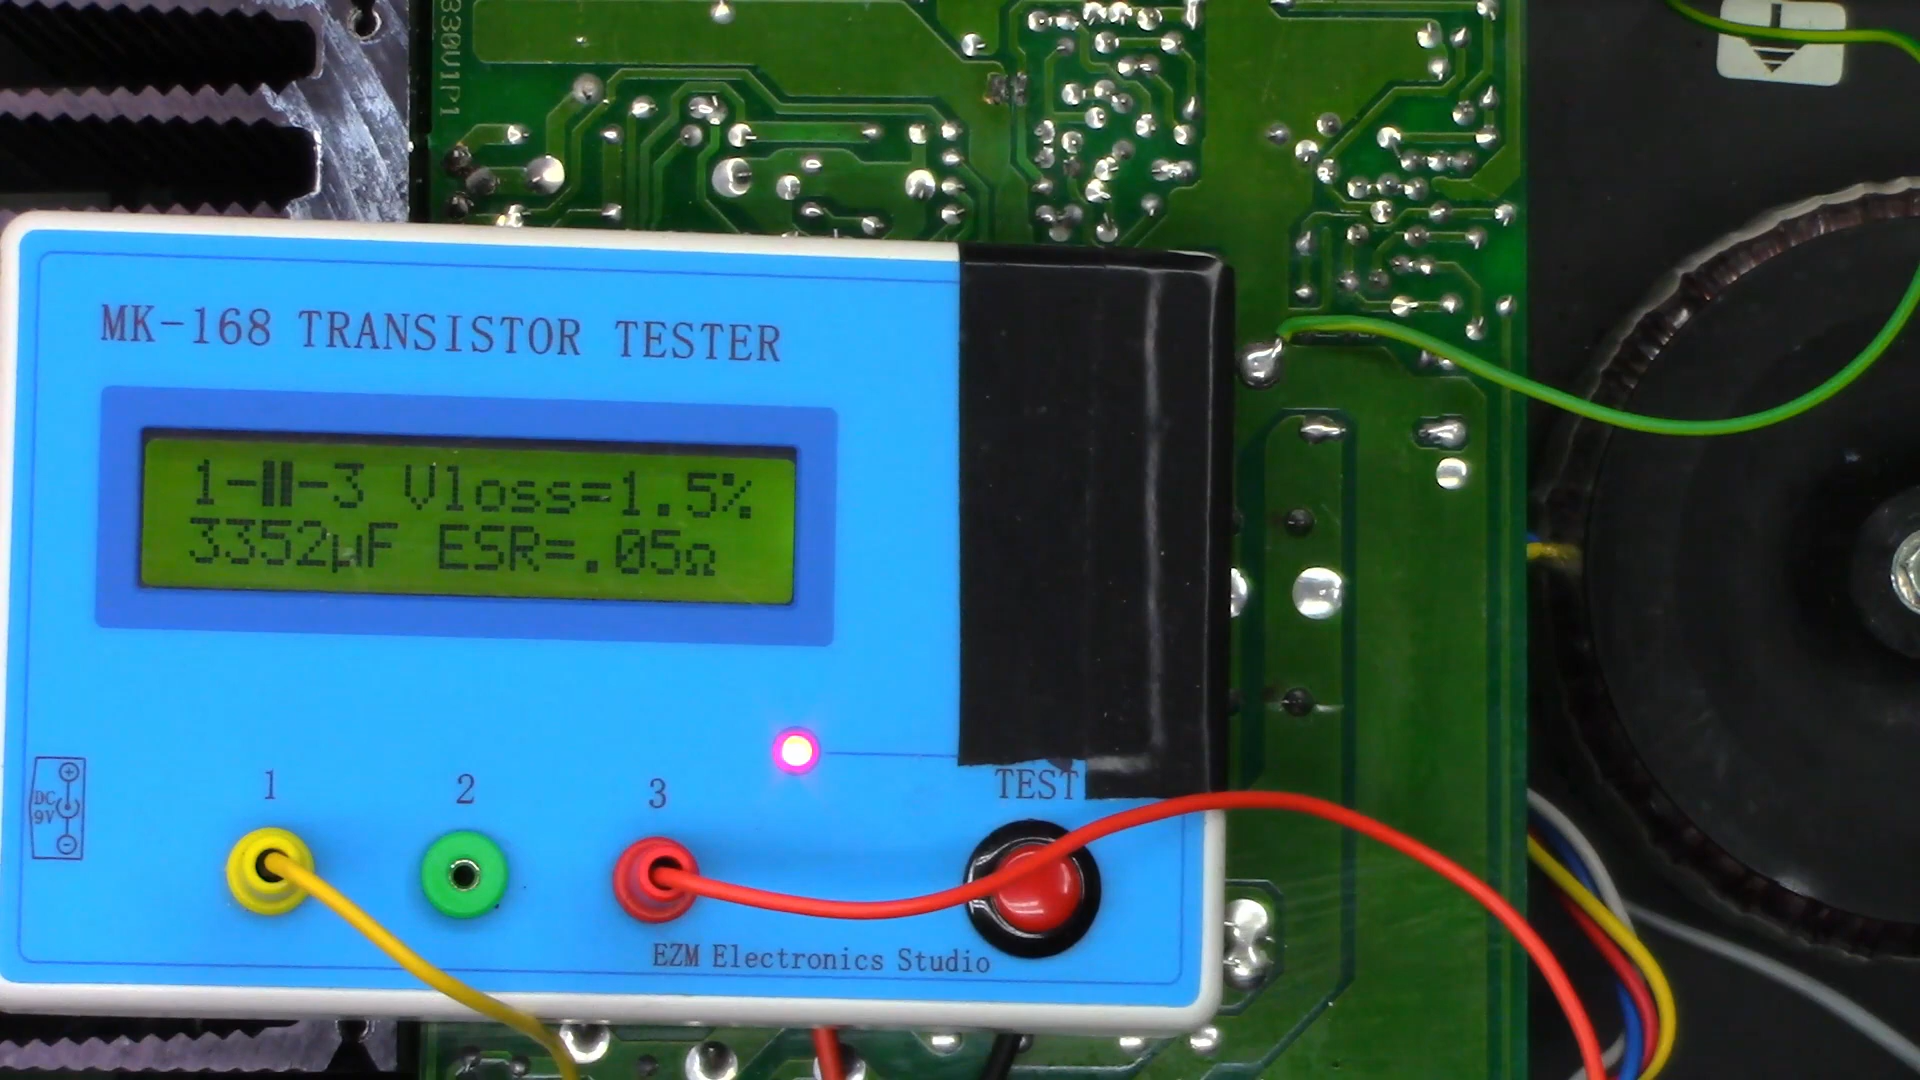 330V1P1
MK-168 TRANSISTOR TESTER
1-▮▮-3 Vloss=1.5%
3352µF ESR=.05Ω
1
2
3
TEST
DC
9V
EZM Electronics Studio